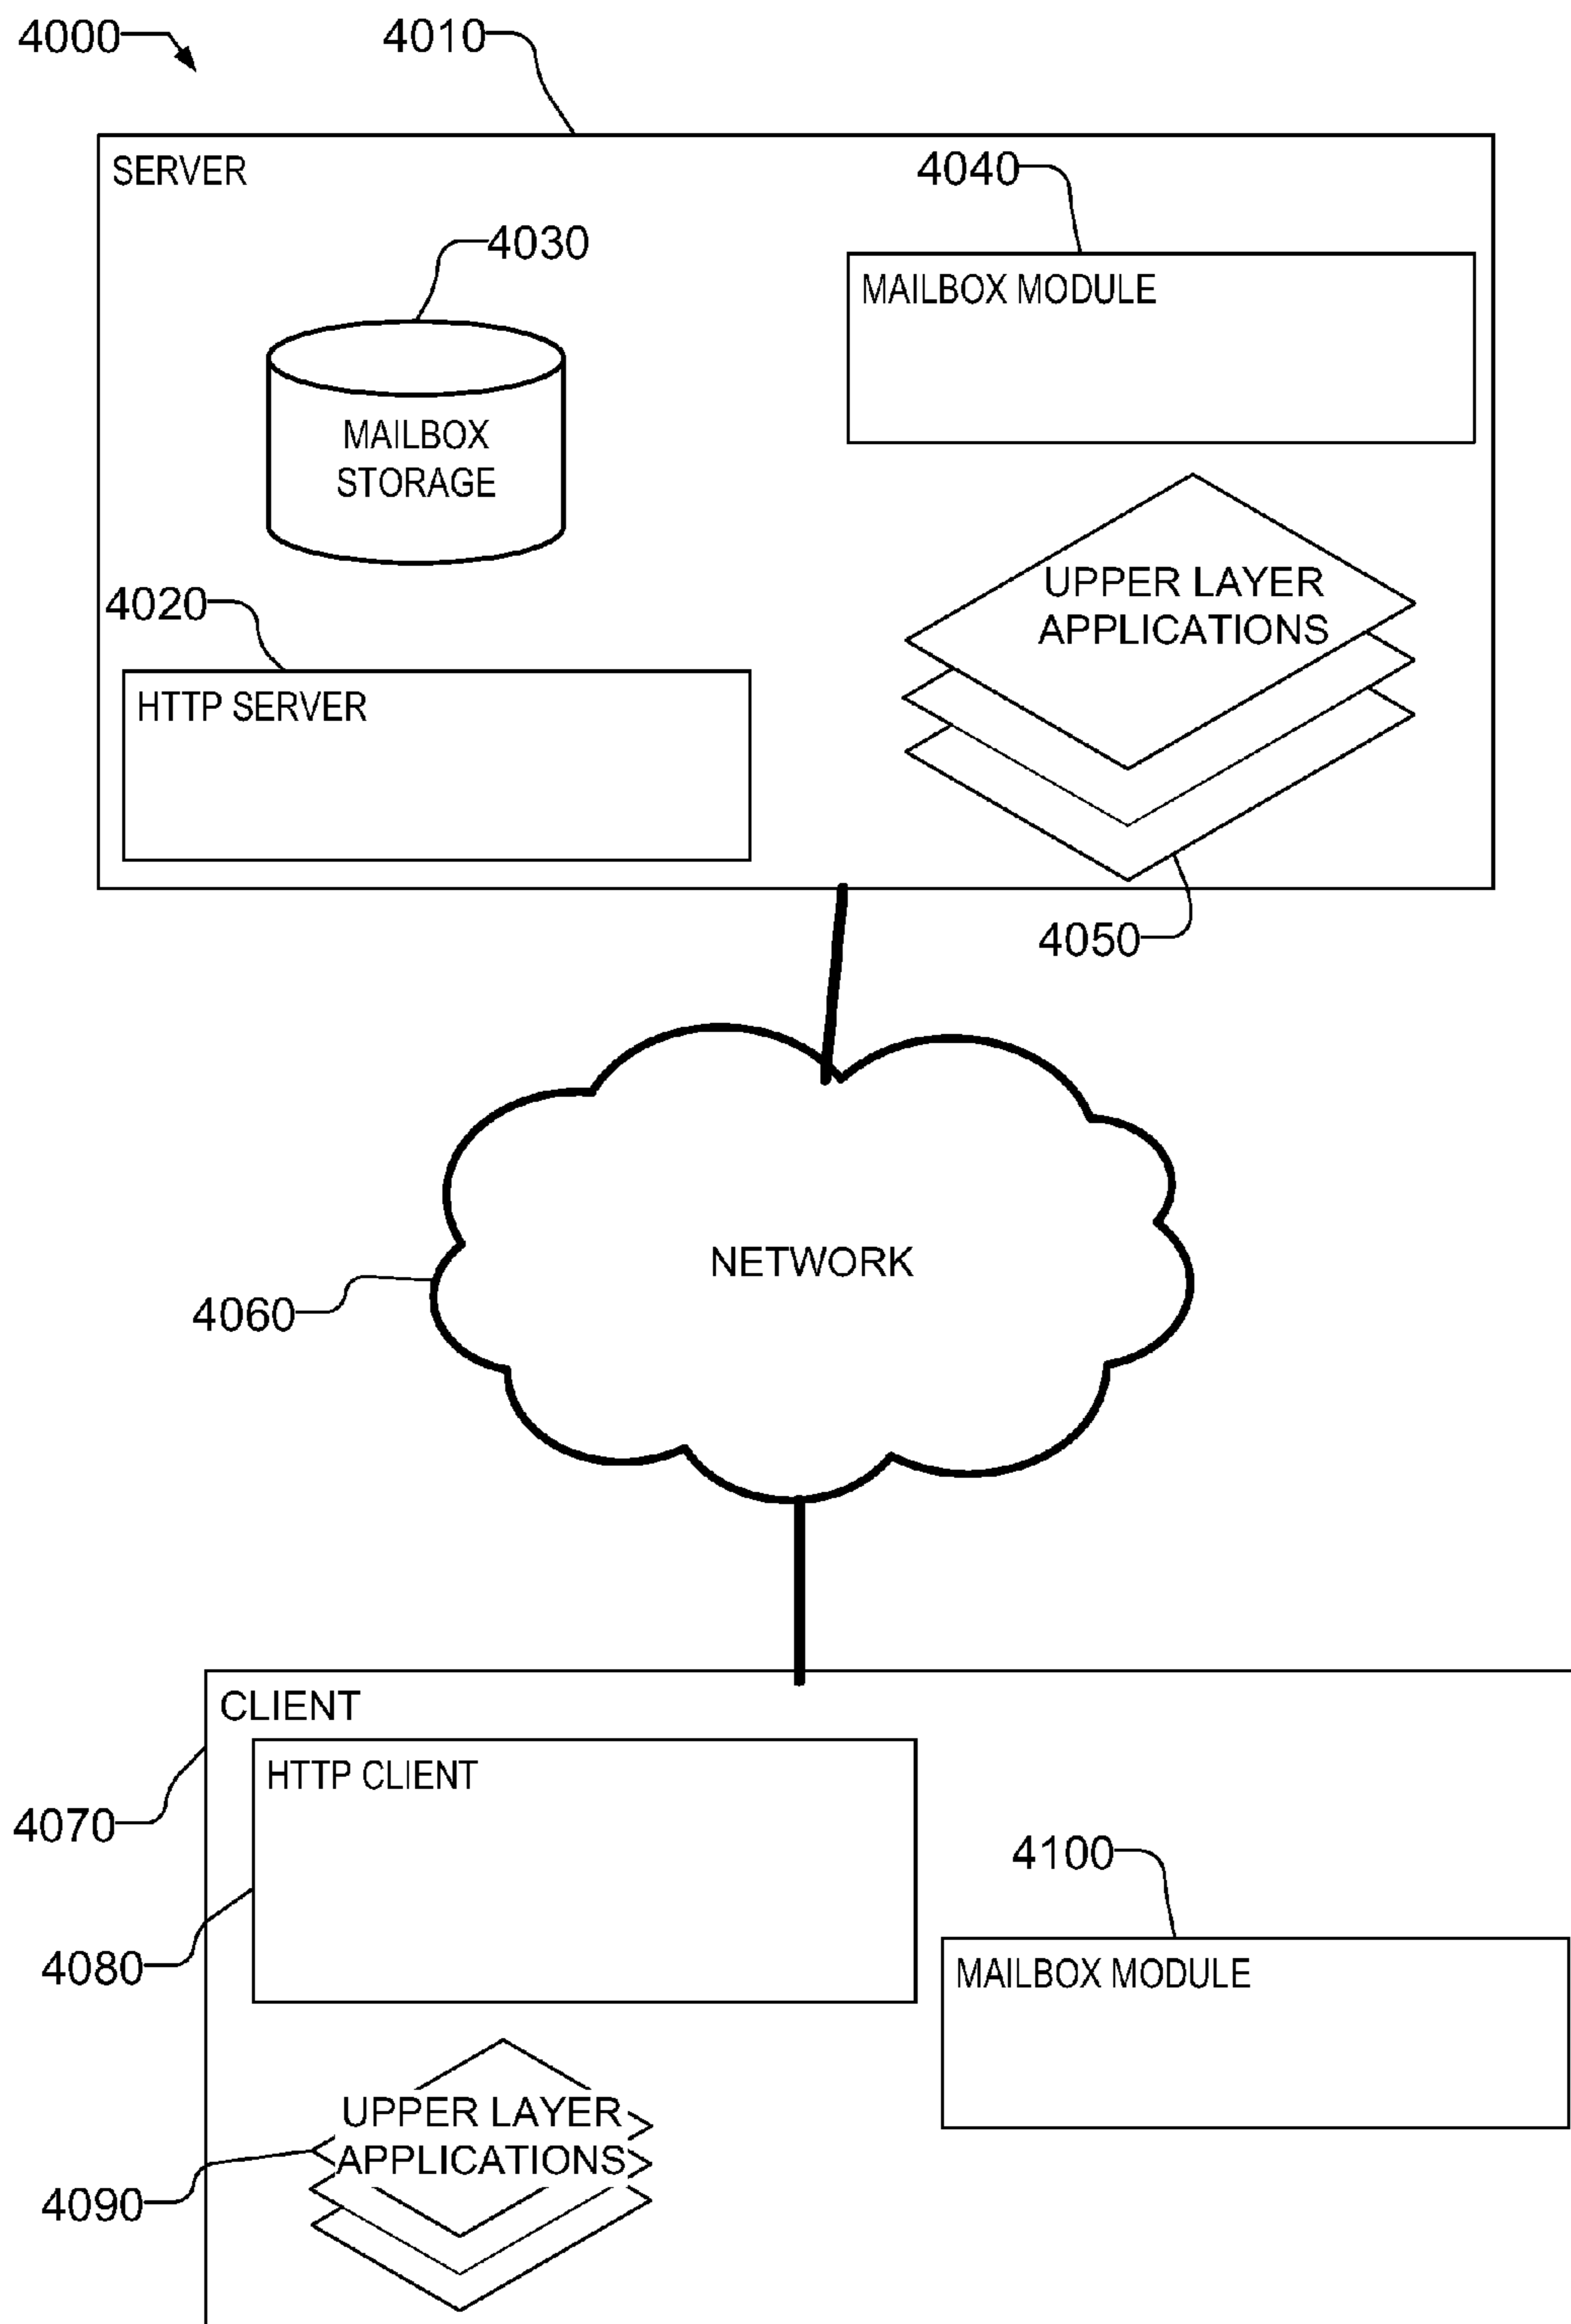 4000
4010
SERVER
4040
4030
MAILBOX MODULE
MAILBOX
STORAGE
UPPER LAYER
APPLICATIONS
4020
HTTP SERVER
4050
NETWORK
4060
CLIENT
HTTP CLIENT
4070
4100
4080
MAILBOX MODULE
UPPER LAYER
APPLICATIONS
4090